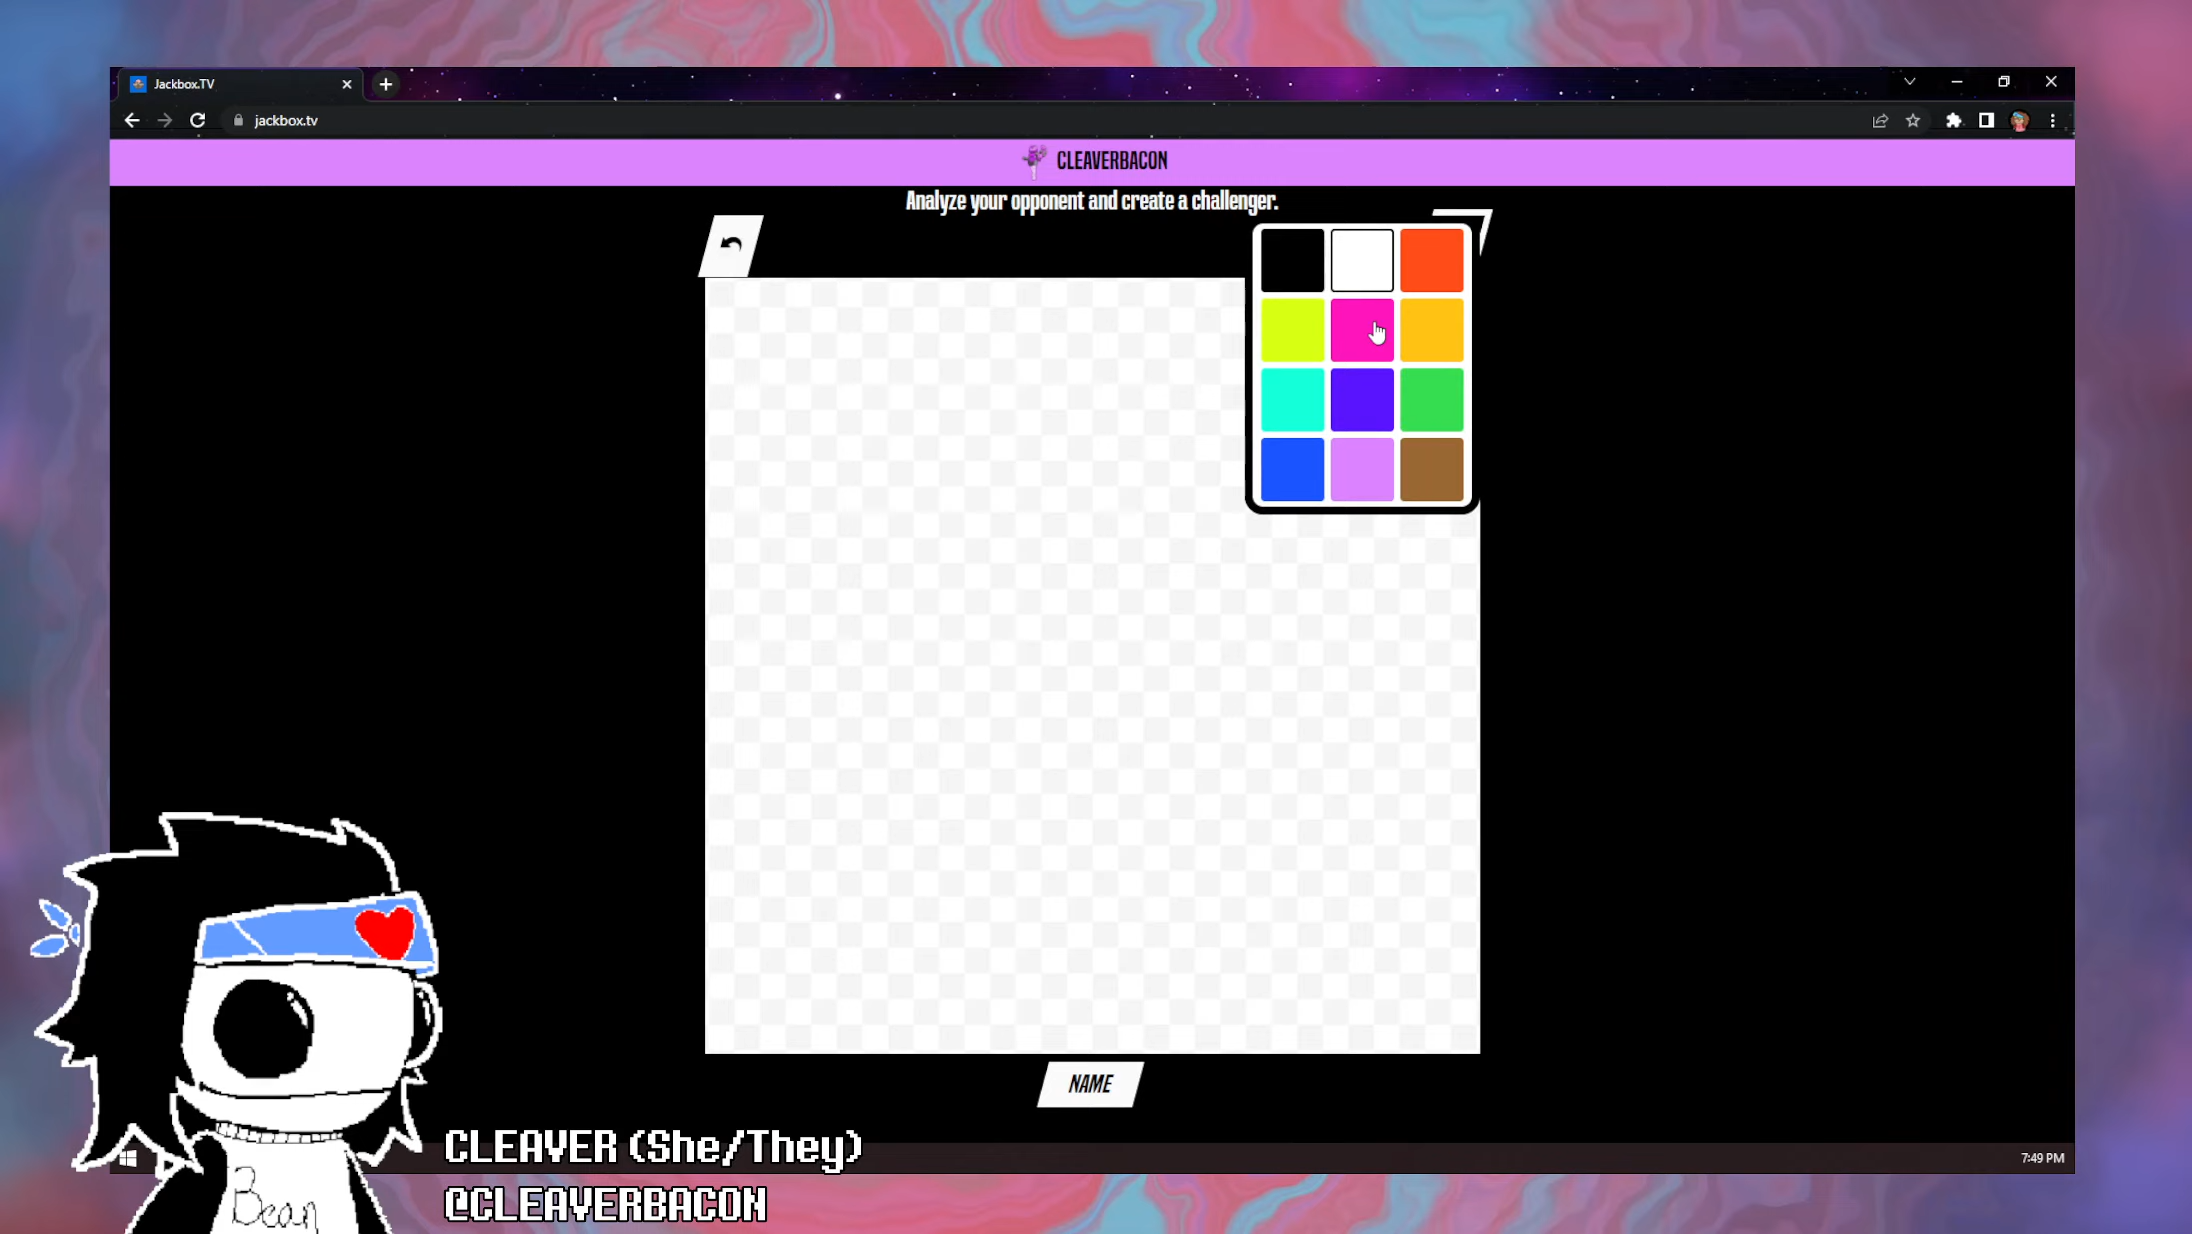 Jackbox.TV
jackbox.tv
CLEAVERBACON
Analyze your opponent and create a challenger.
NAME
Bean
CLEAVER (She/They)
@CLEAVERBACON
7:49 PM